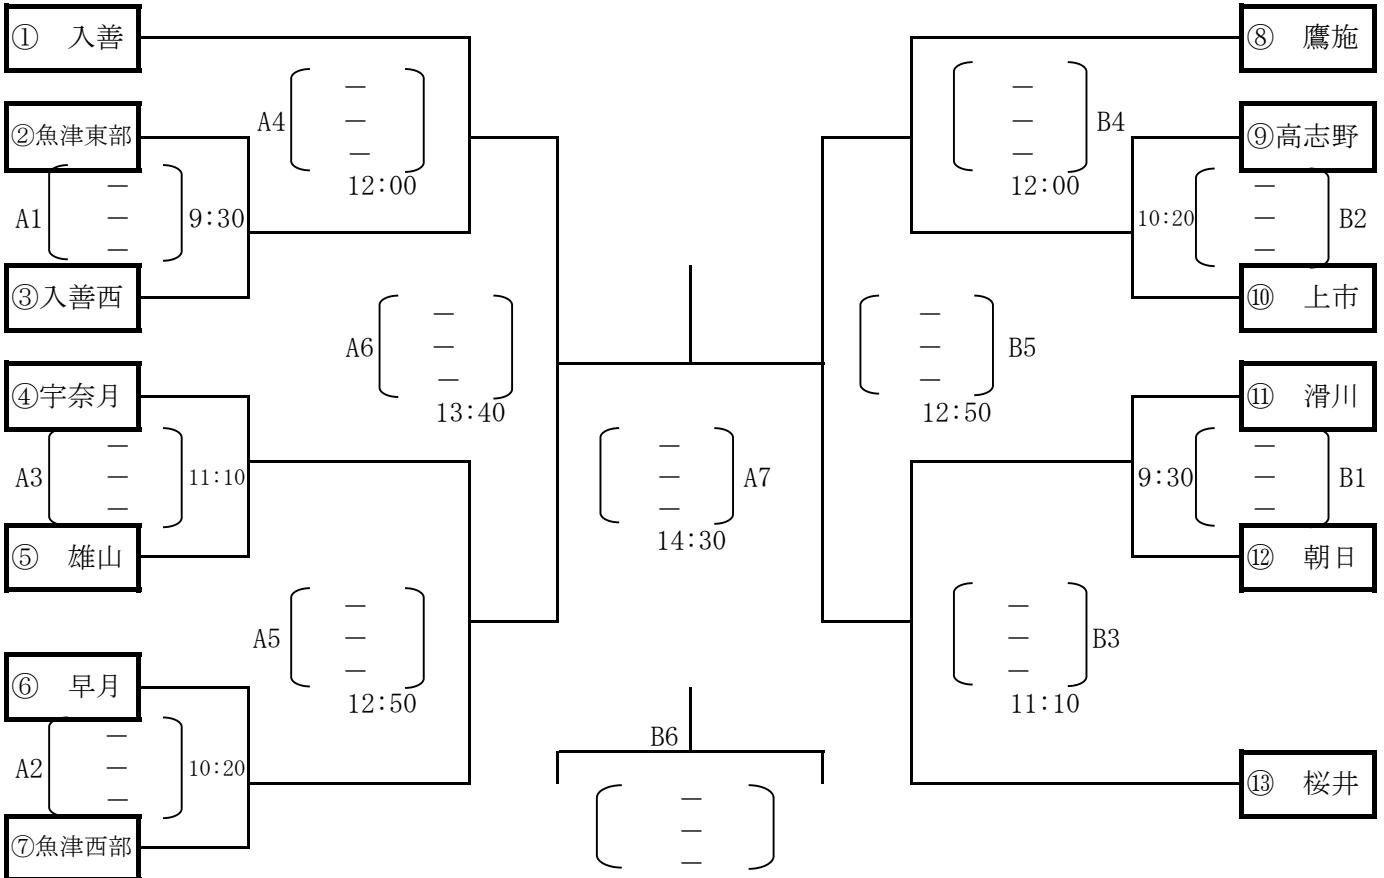 ① 入善
A4
—
—
—
12:00
②魚津東部
A1
—
—
—
9:30
③入善西
A6
—
—
—
13:40
④宇奈月
A3
—
—
—
11:10
⑤ 雄山
A5
—
—
—
12:50
⑥ 早月
A2
—
—
—
10:20
⑦魚津西部
A7
—
—
—
14:30
B6
—
—
—
⑧ 鷹施
B4
—
—
—
12:00
⑨高志野
10:20
—
—
—
B2
⑩ 上市
B5
—
—
—
12:50
⑪ 滑川
9:30
—
—
—
B1
⑫ 朝日
B3
—
—
—
11:10
⑬ 桜井